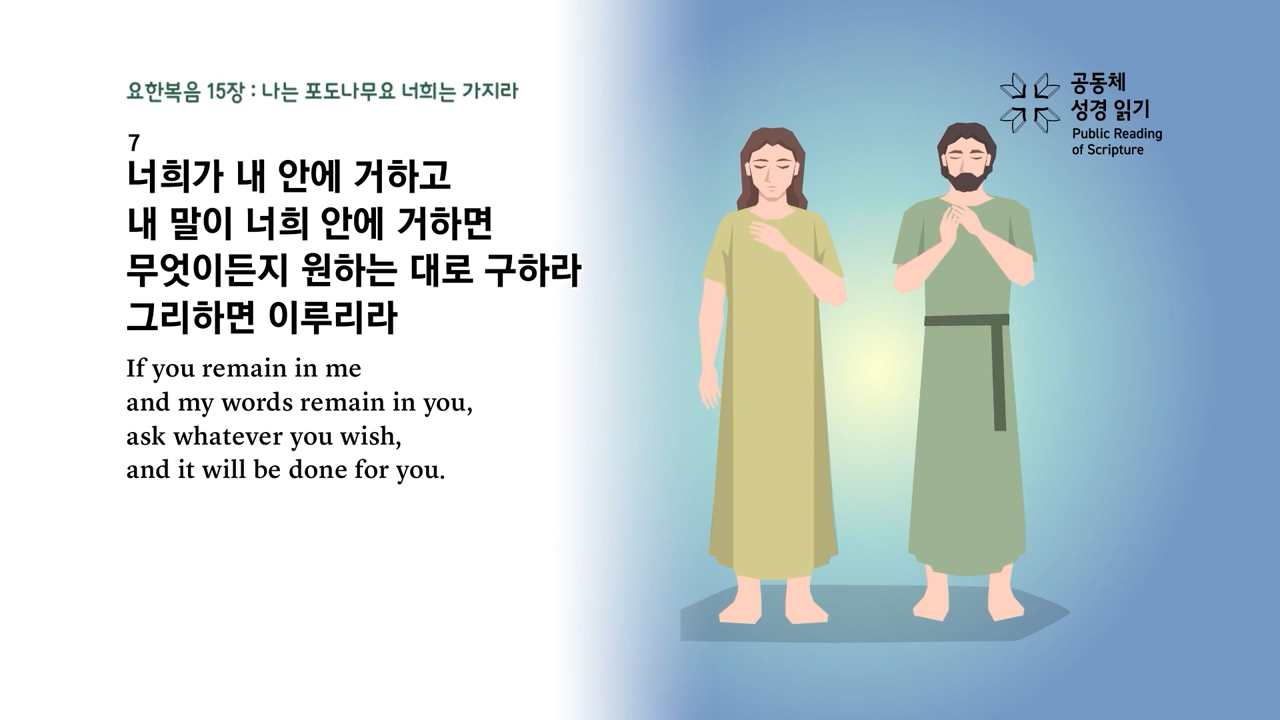 요한복음 15장 : 나는 포도나무요 너희는 가지라
7
너희가 내 안에 거하고
내 말이 너희 안에 거하면
무엇이든지 원하는 대로 구하라
그리하면 이루리라
If you remain in me
and my words remain in you,
ask whatever you wish,
and it will be done for you.
공동체
성경 읽기
Public Reading
of Scripture